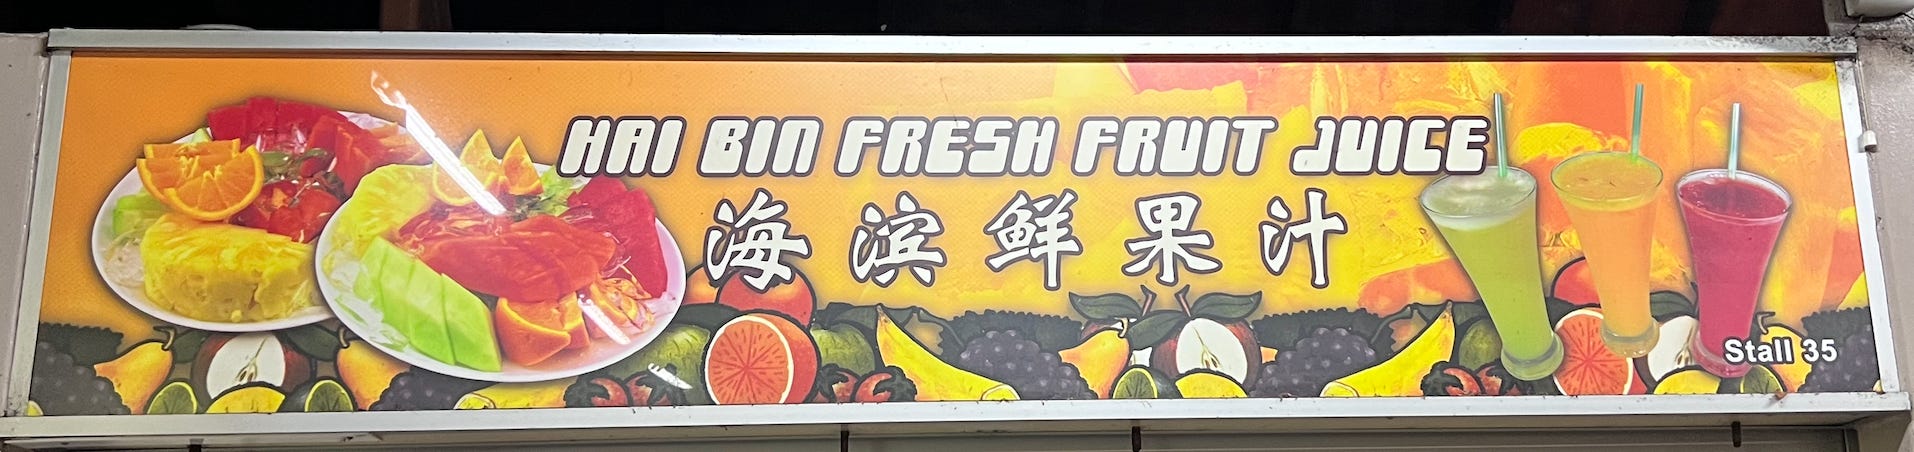 HAI BIN FRESH FRUIT JUICE
海滨鲜果汁
Stall 35